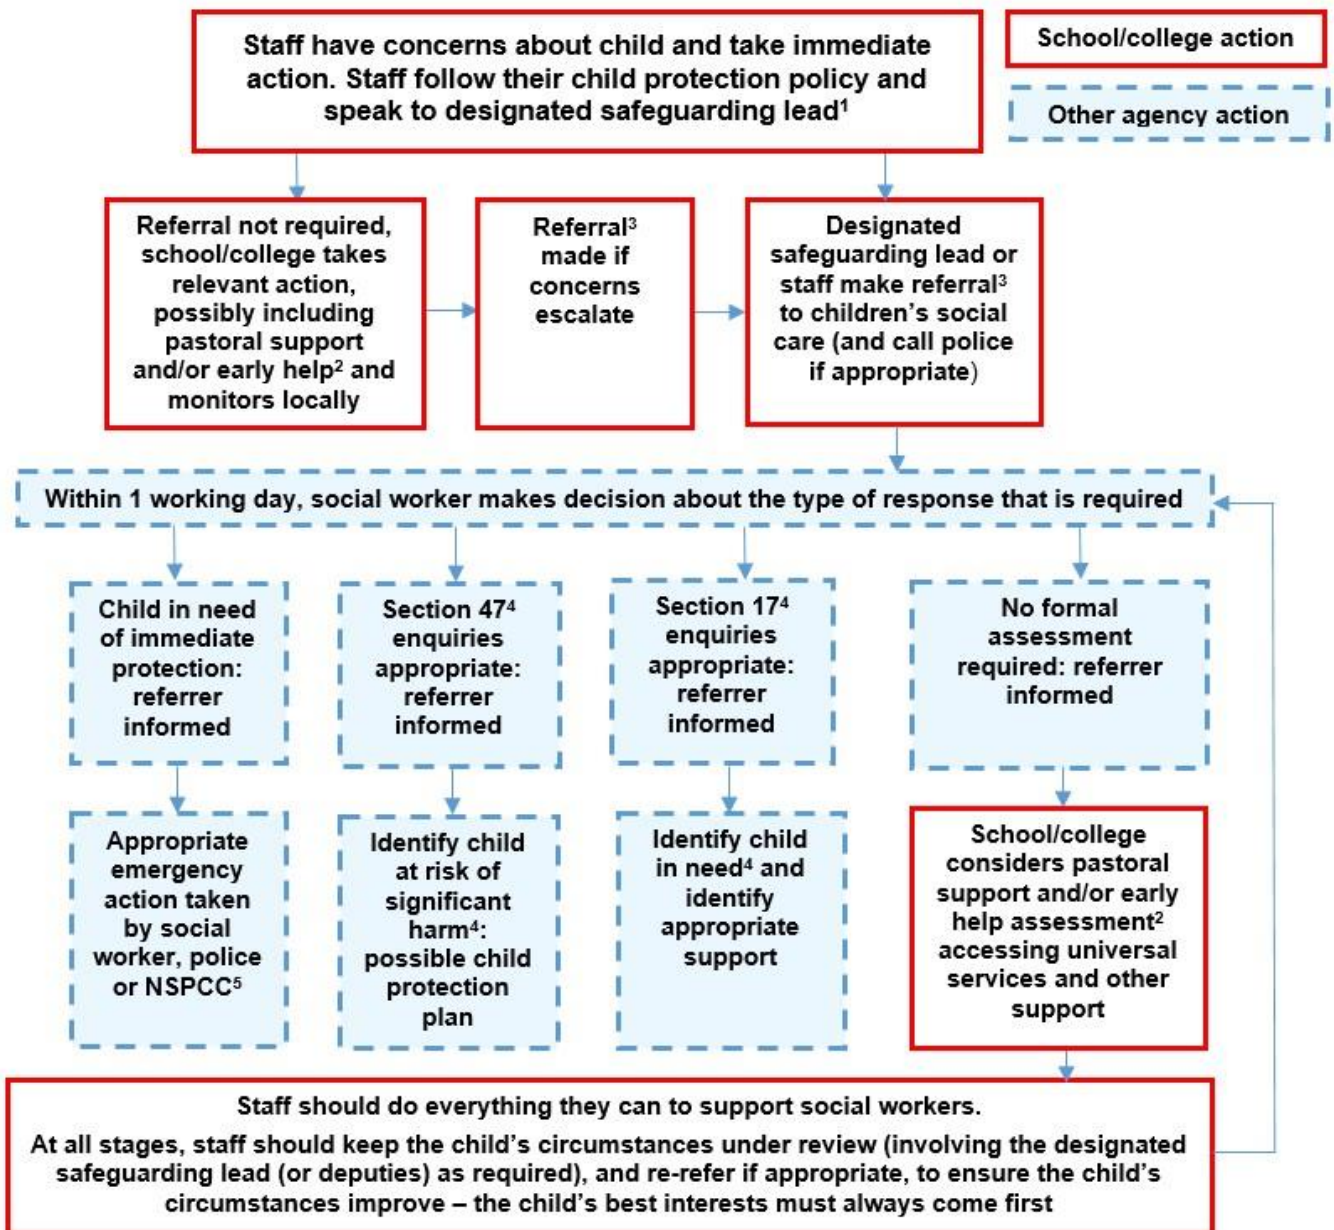 Staff have concerns about child and take immediate
action. Staff follow their child protection policy and
speak to designated safeguarding lead¹
School/college action
Other agency action
Referral not required,
school/college takes
relevant action,
possibly including
pastoral support
and/or early help² and
monitors locally
Referral³
made if
concerns
escalate
Designated
safeguarding lead or
staff make referral³
to children’s social
care (and call police
if appropriate)
Within 1 working day, social worker makes decision about the type of response that is required
Child in need
of immediate
protection:
referrer
informed
Section 47⁴
enquiries
appropriate:
referrer
informed
Section 17⁴
enquiries
appropriate:
referrer
informed
No formal
assessment
required: referrer
informed
Appropriate
emergency
action taken
by social
worker, police
or NSPCC⁵
Identify child
at risk of
significant
harm⁴:
possible child
protection
plan
Identify child
in need⁴ and
identify
appropriate
support
School/college
considers pastoral
support and/or early
help assessment²
accessing universal
services and other
support
Staff should do everything they can to support social workers.
At all stages, staff should keep the child’s circumstances under review (involving the designated
safeguarding lead (or deputies) as required), and re-refer if appropriate, to ensure the child’s
circumstances improve – the child’s best interests must always come first